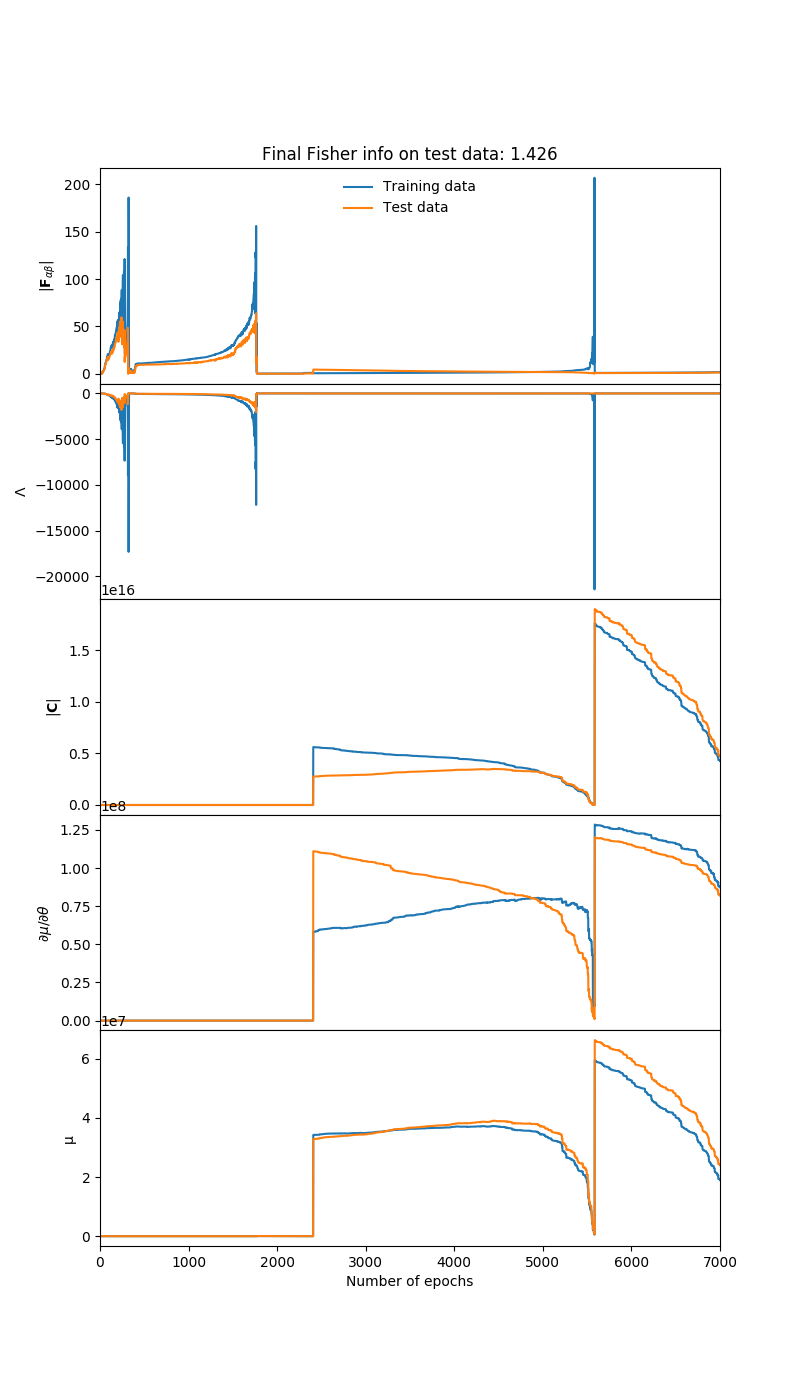 Final Fisher info on test data: 1.426
Training data
Test data
200
150
100
50
0
|F_{αβ}|
0
−5000
−10000
−15000
−20000
Λ
1e16
1.5
1.0
0.5
0.0
|C|
1e8
1.25
1.00
0.75
0.50
0.25
0.00
∂μ/∂θ
1e7
6
4
2
0
μ
0 1000 2000 3000 4000 5000 6000 7000
Number of epochs